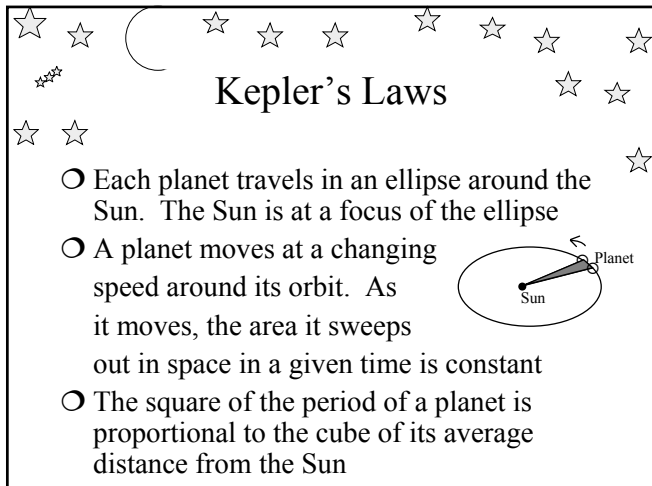 Kepler's Laws
Each planet travels in an ellipse around the
Sun.  The Sun is at a focus of the ellipse
A planet moves at a changing
speed around its orbit.  As
it moves, the area it sweeps
out in space in a given time is constant
Planet
Sun
The square of the period of a planet is
proportional to the cube of its average
distance from the Sun